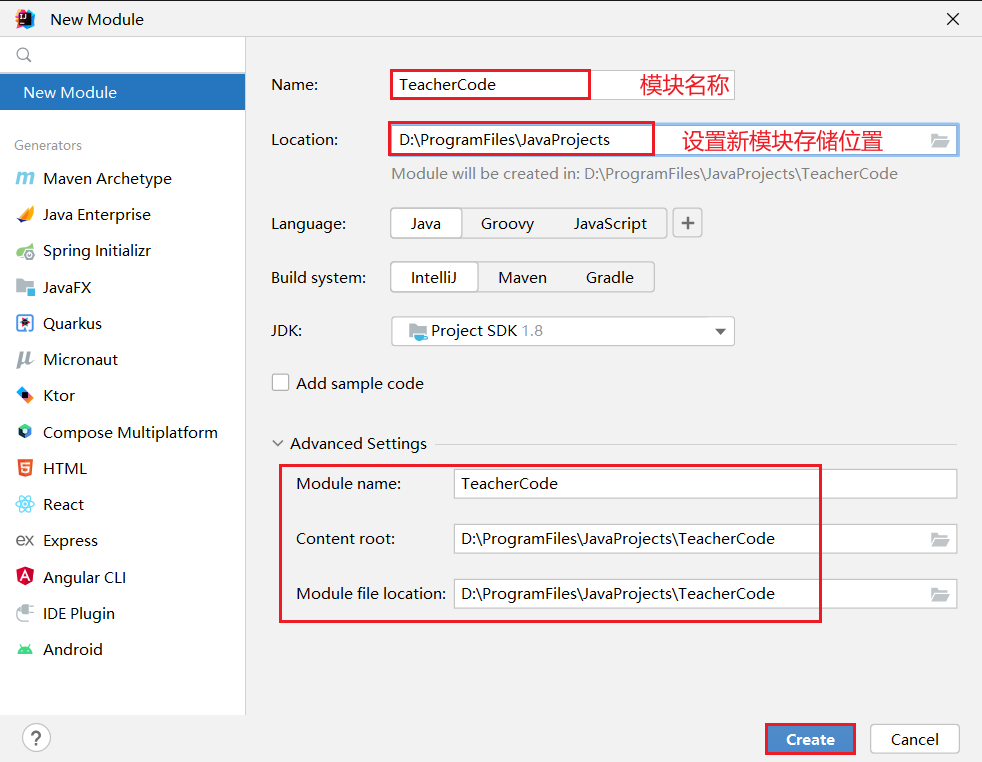 New Module
New Module
Generators
Maven Archetype
Java Enterprise
Spring Initializr
JavaFX
Quarkus
Micronaut
Ktor
Compose Multiplatform
HTML
React
Express
Angular CLI
IDE Plugin
Android
Name: TeacherCode 模块名称
Location: D:\ProgramFiles\JavaProjects 设置新模块存储位置
Module will be created in: D:\ProgramFiles\JavaProjects\TeacherCode
Language: Java Groovy JavaScript +
Build system: IntelliJ Maven Gradle
JDK: Project SDK 1.8
Add sample code
Advanced Settings
Module name: TeacherCode
Content root: D:\ProgramFiles\JavaProjects\TeacherCode
Module file location: D:\ProgramFiles\JavaProjects\TeacherCode
? Create Cancel